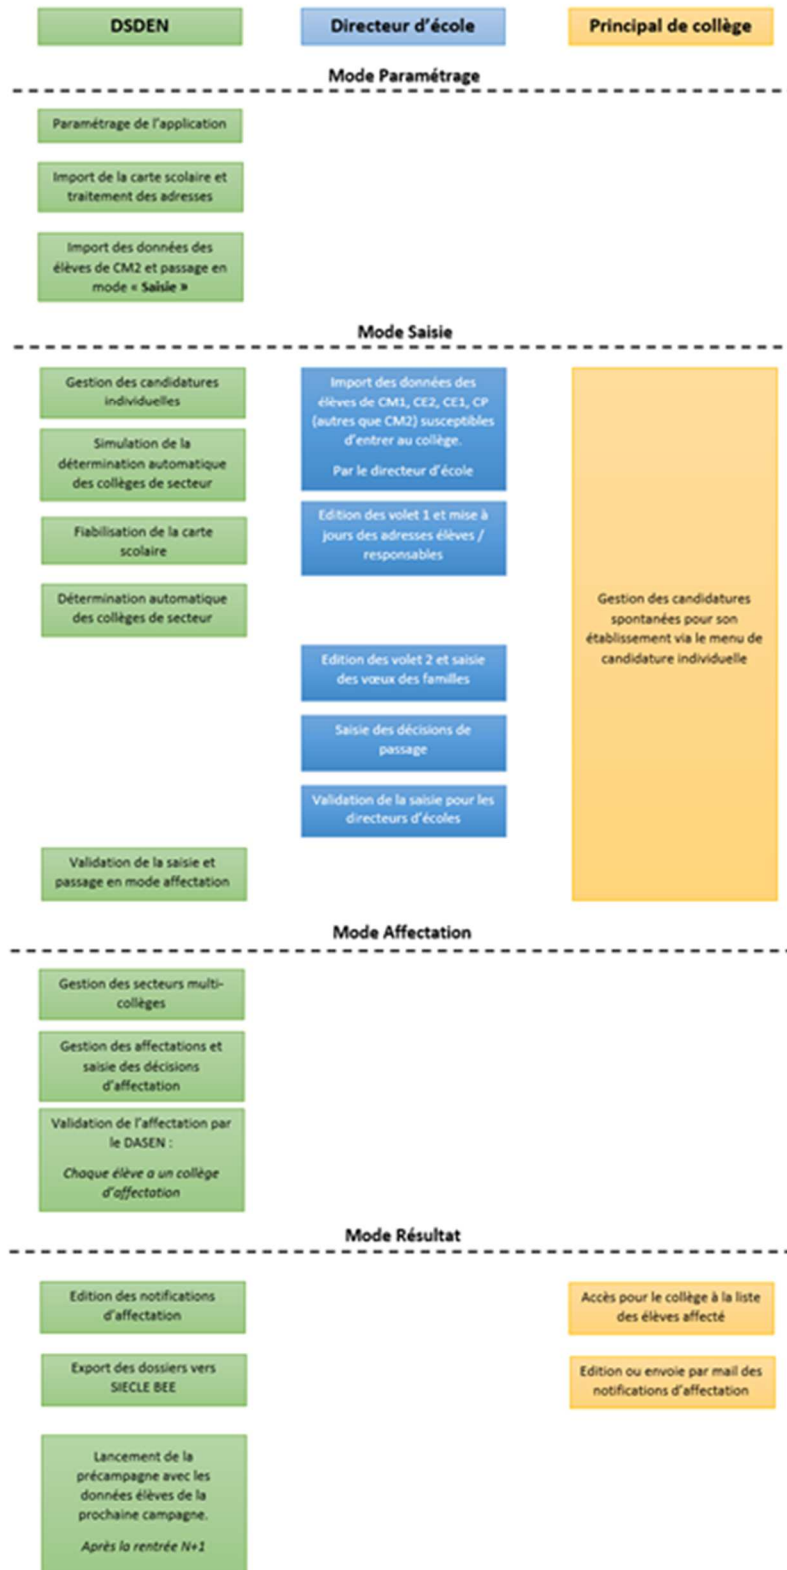 DSDEN
Directeur d'école
Principal de collège
Mode Paramétrage
Paramétrage de l'application
Import de la carte scolaire et
traitement des adresses
Import des données des
élèves de CM2 et passage en
mode « Saisie »
Mode Saisie
Gestion des candidatures
individuelles
Simulation de la
détermination automatique
des collèges de secteur
Fiabilisation de la carte
scolaire
Détermination automatique
des collèges de secteur
Validation de la saisie et
passage en mode affectation
Import des données des
élèves de CM1, CE2, CE1, CP
(autres que CM2) susceptibles
d'entrer au collège.
Par le directeur d'école
Edition des volet 1 et mise à
jours des adresses élèves /
responsables
Edition des volet 2 et saisie
des vœux des familles
Saisie des décisions de
passage
Validation de la saisie pour les
directeurs d'écoles
Gestion des candidatures
spontanées pour son
établissement via le menu de
candidature individuelle
Mode Affectation
Gestion des secteurs multi-
collèges
Gestion des affectations et
saisie des décisions
d'affectation
Validation de l'affectation par
le DASEN :
Chaque élève a un collège
d'affectation
Mode Résultat
Edition des notifications
d'affectation
Export des dossiers vers
SIECLE BEE
Lancement de la
précampagne avec les
données élèves de la
prochaine campagne.
Après la rentrée N+1
Accès pour le collège à la liste
des élèves affecté
Edition ou envoie par mail des
notifications d'affectation